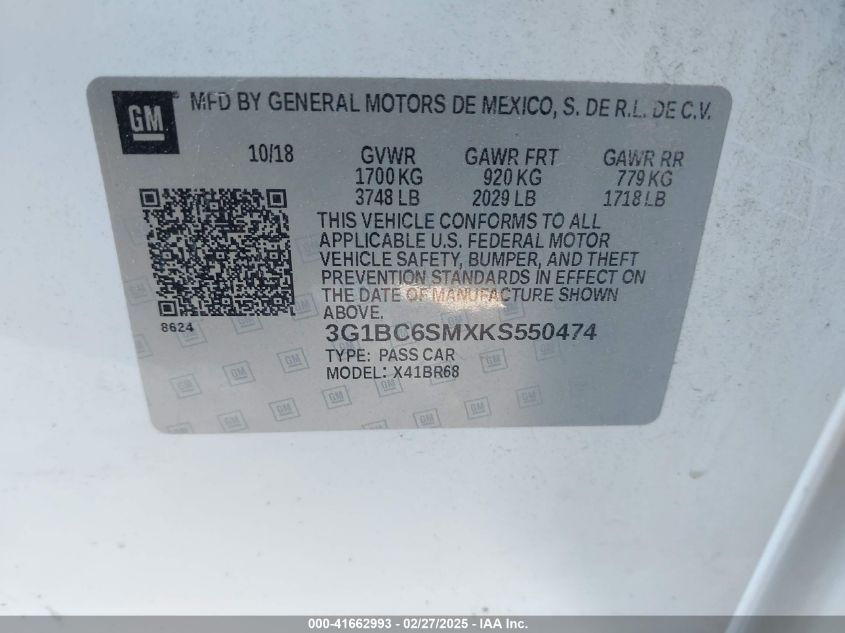 GM
® MFD BY GENERAL MOTORS DE MEXICO, S. DE R.L. DE C.V.
10/18 GVWR GAWR FRT GAWR RR
1700 KG 920 KG 779 KG
3748 LB 2029 LB 1718 LB
THIS VEHICLE CONFORMS TO ALL
APPLICABLE U.S. FEDERAL MOTOR
VEHICLE SAFETY, BUMPER, AND THEFT
PREVENTION STANDARDS IN EFFECT ON
THE DATE OF MANUFACTURE SHOWN
ABOVE.
8624
3G1BC6SMXKS550474
TYPE: PASS CAR
MODEL: X41BR68
000-41662993 - 02/27/2025 - IAA Inc.